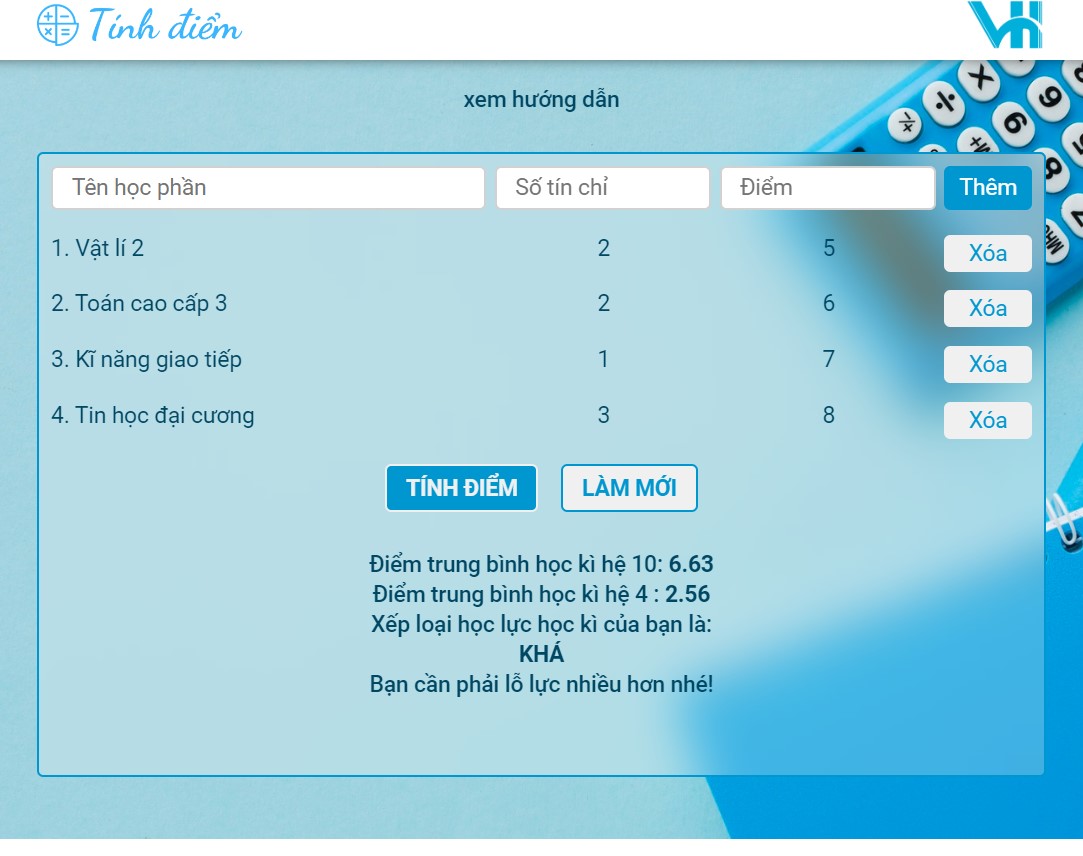 Tính điểm
VH
xem hướng dẫn
Tên học phần Số tín chỉ Điểm Thêm
1. Vật lí 2 2 5 Xóa
2. Toán cao cấp 3 2 6 Xóa
3. Kĩ năng giao tiếp 1 7 Xóa
4. Tin học đại cương 3 8 Xóa
TÍNH ĐIỂM LÀM MỚI
Điểm trung bình học kì hệ 10: 6.63
Điểm trung bình học kì hệ 4 : 2.56
Xếp loại học lực học kì của bạn là:
KHÁ
Bạn cần phải lỗ lực nhiều hơn nhé!